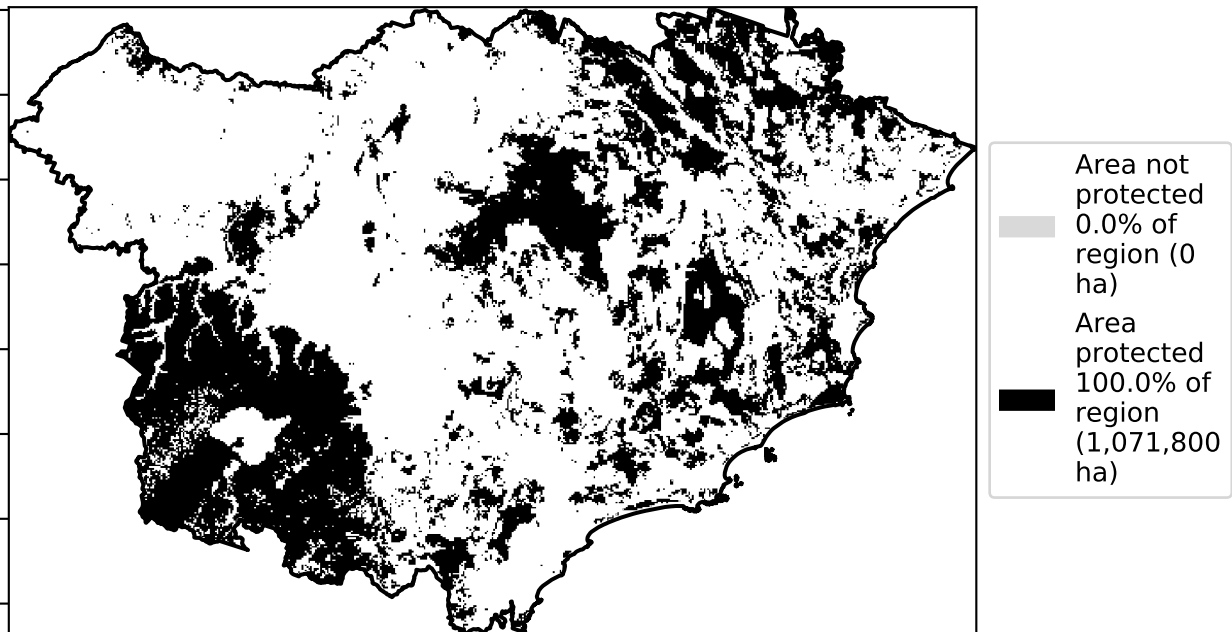 Area not
protected
0.0% of
region (0
ha)
Area
protected
100.0% of
region
(1,071,800
ha)